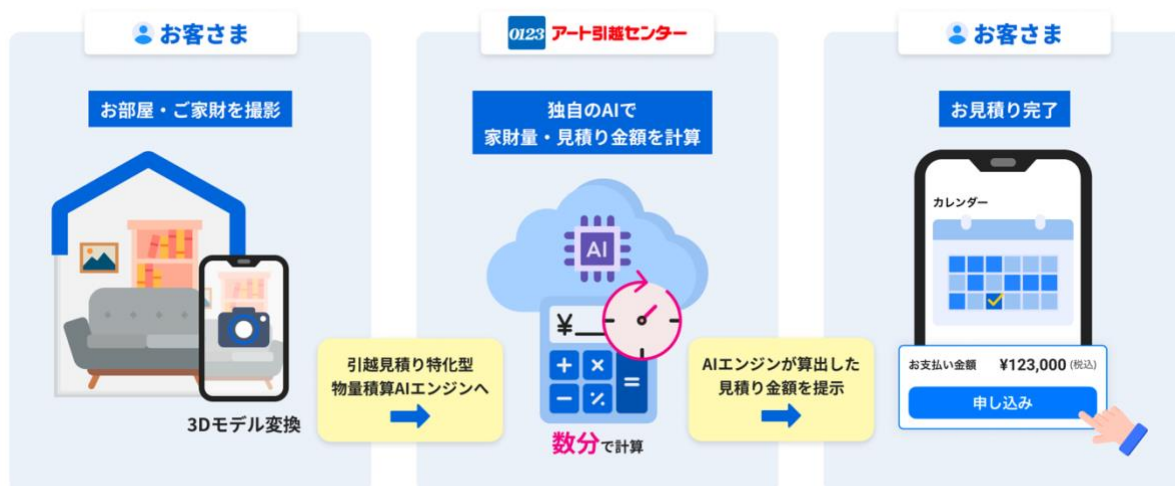 お客さま
お部屋・ご家財を撮影
3Dモデル変換
引越見積り特化型
物量積算AIエンジンへ
0123 アート引越センター
独自のAIで
家財量・見積り金額を計算
AI
¥__
+ ×
- ٪ =
数分で計算
AIエンジンが算出した
見積り金額を提示
お客さま
お見積り完了
カレンダー
お支払い金額 ¥123,000 (税込)
申し込み